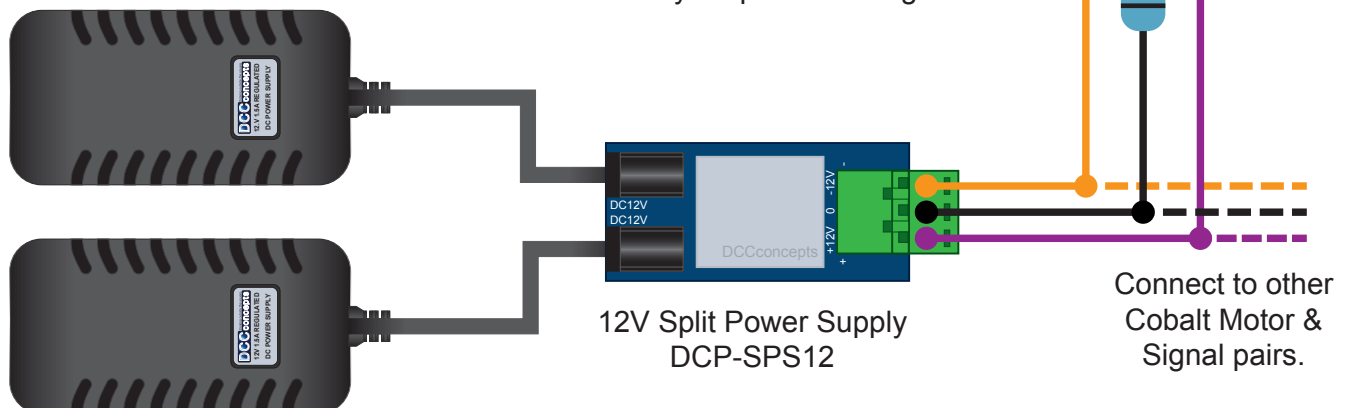 DCCconcepts
12.V 1.5A REGULATED
DC POWER SUPPLY
DC12V
DC12V
-
-12V
0
+12V
+
DCCconcepts
DCCconcepts
12V 1.5A REGULATED
DC POWER SUPPLY
12V Split Power Supply
DCP-SPS12
Connect to other
Cobalt Motor &
Signal pairs.